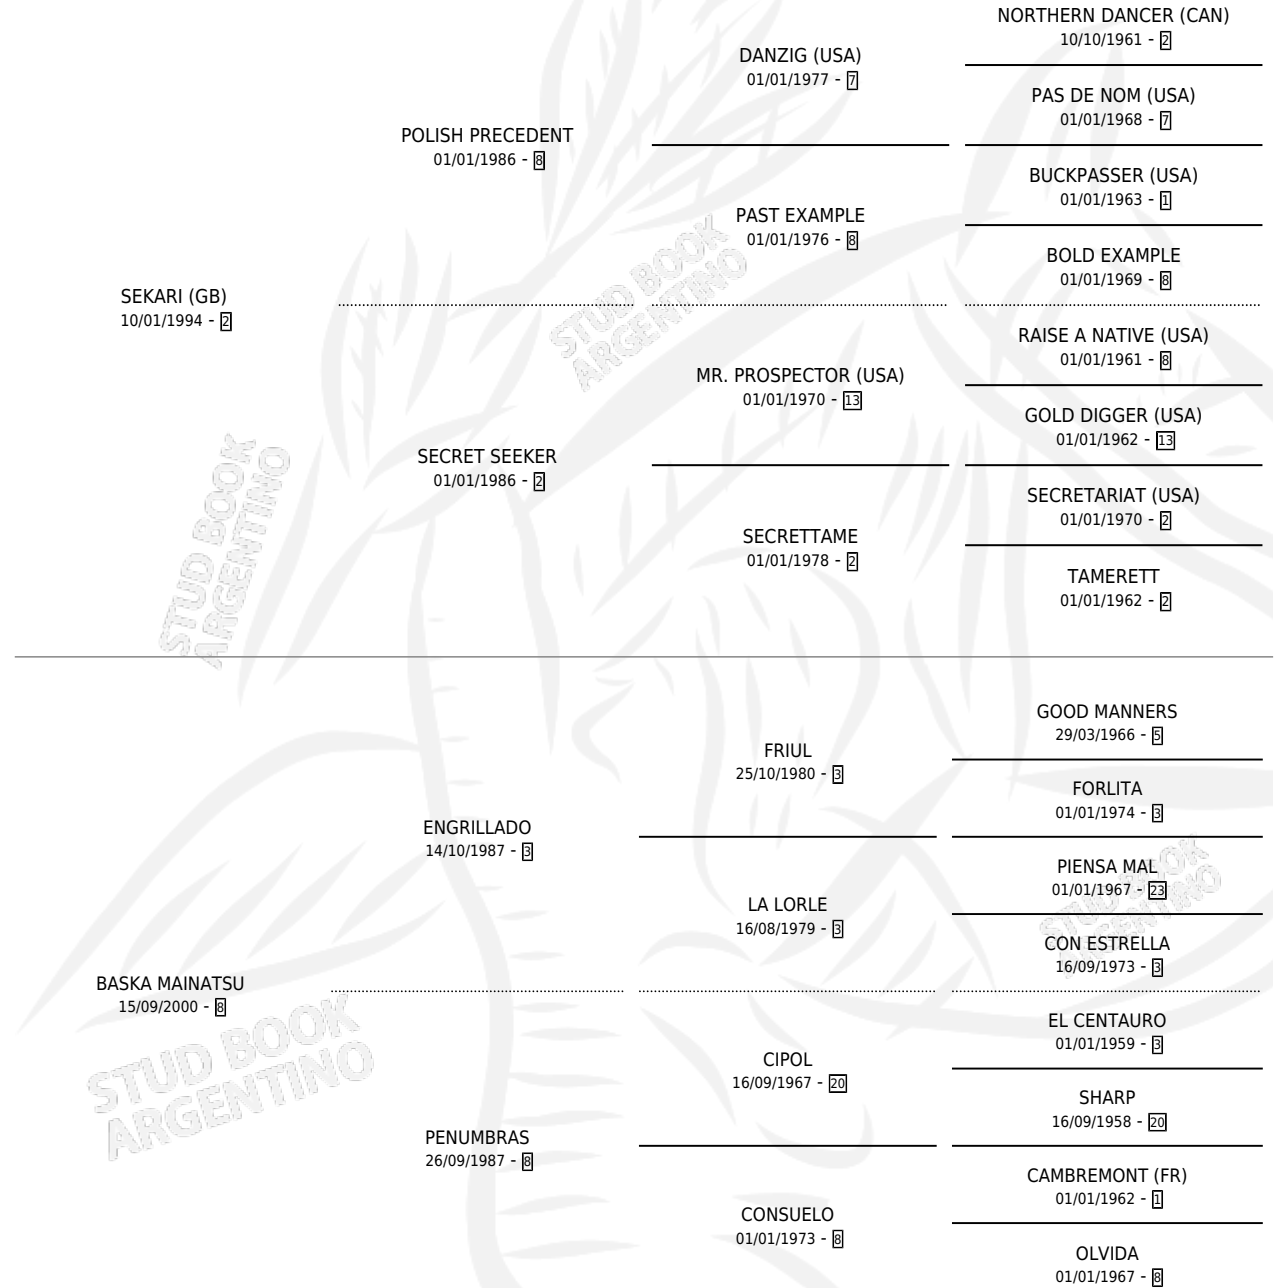 NORTHERN DANCER (CAN)
10/10/1961 - 2
DANZIG (USA)
01/01/1977 - 7
PAS DE NOM (USA)
01/01/1968 - 7
POLISH PRECEDENT
01/01/1986 - 8
BUCKPASSER (USA)
01/01/1963 - 1
PAST EXAMPLE
01/01/1976 - 8
BOLD EXAMPLE
01/01/1969 - 8
SEKARI (GB)
10/01/1994 - 2
STUD BOOK
ARGENTINO
RAISE A NATIVE (USA)
01/01/1961 - 8
MR. PROSPECTOR (USA)
01/01/1970 - 13
GOLD DIGGER (USA)
01/01/1962 - 13
SECRET SEEKER
01/01/1986 - 2
SECRETARIAT (USA)
01/01/1970 - 2
SECRETTAME
01/01/1978 - 2
TAMERETT
01/01/1962 - 2
STUD BOOK
ARGENTINO
GOOD MANNERS
29/03/1966 - 5
FRIUL
25/10/1980 - 3
FORLITA
01/01/1974 - 3
ENGRILLADO
14/10/1987 - 3
PIENSA MAL
01/01/1967 - 23
LA LORLE
16/08/1979 - 3
CON ESTRELLA
16/09/1973 - 3
STUD BOOK
ARGENTINO
BASKA MAINATSU
15/09/2000 - 8
EL CENTAURO
01/01/1959 - 3
CIPOL
16/09/1967 - 20
SHARP
16/09/1958 - 20
PENUMBRAS
26/09/1987 - 8
CAMBREMONT (FR)
01/01/1962 - 1
CONSUELO
01/01/1973 - 8
OLVIDA
01/01/1967 - 8
STUD BOOK
ARGENTINO